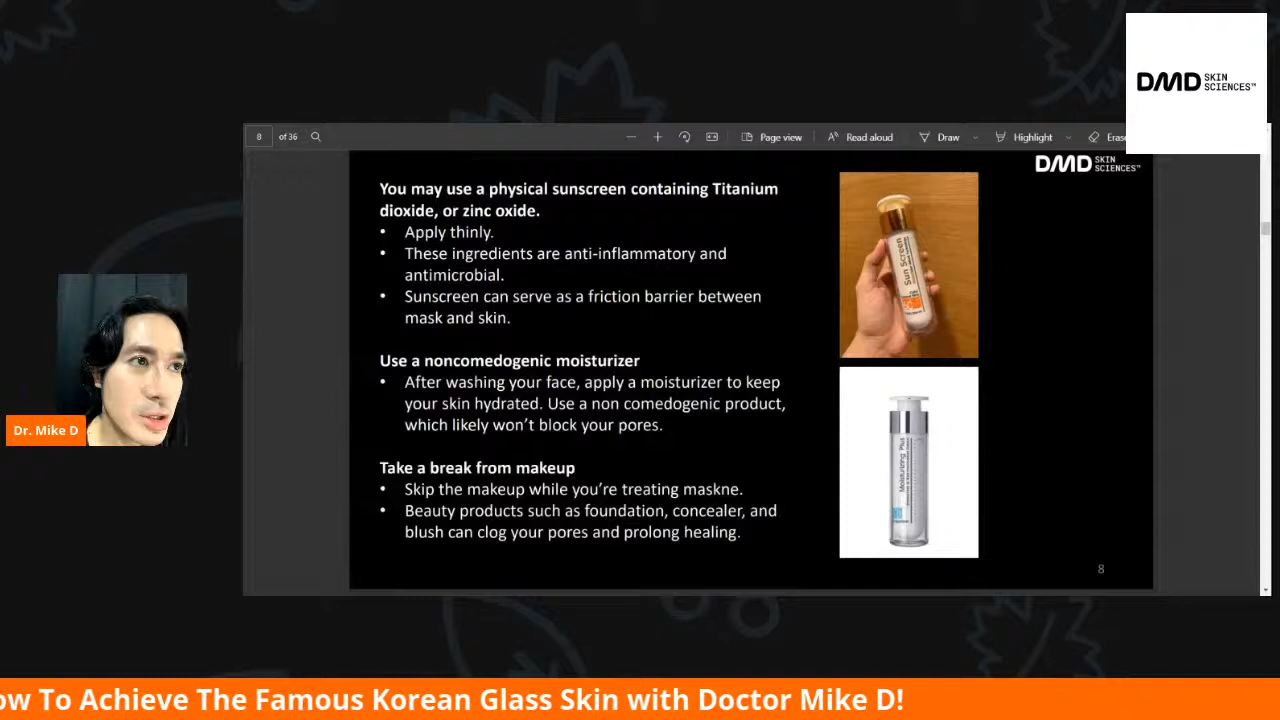 DMD SKIN
SCIENCES™
8 of 36 Page view Read aloud Draw Highlight Eras
DMD SKIN
SCIENCES™
You may use a physical sunscreen containing Titanium
dioxide, or zinc oxide.
• Apply thinly.
• These ingredients are anti-inflammatory and
antimicrobial.
• Sunscreen can serve as a friction barrier between
mask and skin.
Sun Screen
Use a noncomedogenic moisturizer
• After washing your face, apply a moisturizer to keep
your skin hydrated. Use a non comedogenic product,
which likely won’t block your pores.
Moisturizing Plus
Dr. Mike D
Take a break from makeup
• Skip the makeup while you’re treating maskne.
• Beauty products such as foundation, concealer, and
blush can clog your pores and prolong healing.
8
ow To Achieve The Famous Korean Glass Skin with Doctor Mike D!